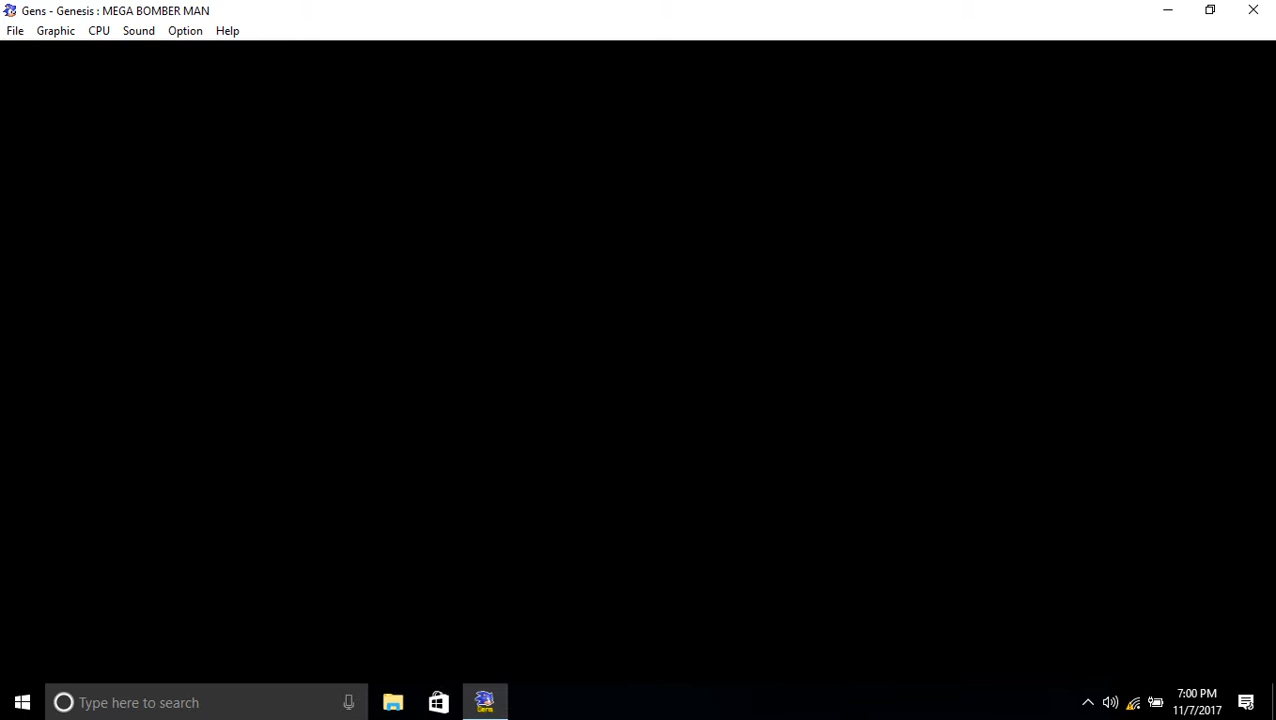 Gens - Genesis : MEGA BOMBER MAN
File Graphic CPU Sound Option Help
Type here to search
Gens
7:00 PM
11/7/2017